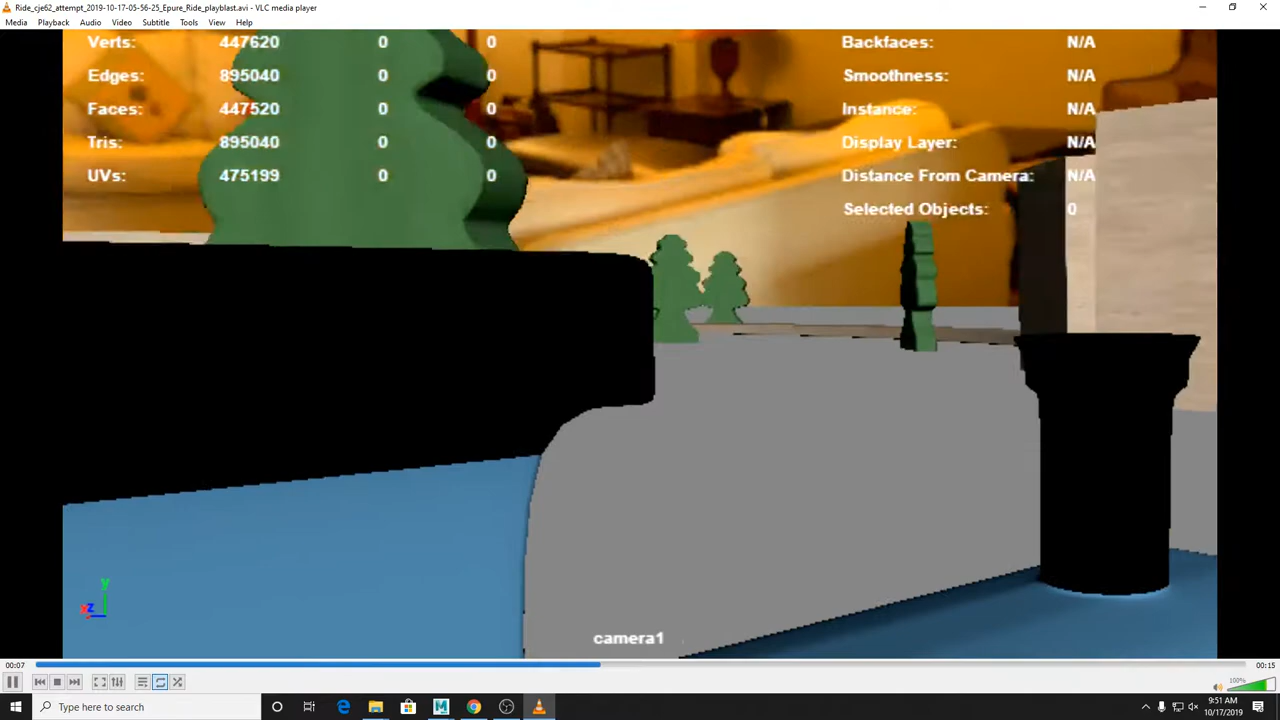 Ride_cje62_attempt_2019-10-17-05-56-25_Epure_Ride_playblast.avi - VLC media player
Media Playback Audio Video Subtitle Tools View Help
Verts: 447620 0 0
Edges: 895040 0 0
Faces: 447520 0 0
Tris: 895040 0 0
UVs: 475199 0 0
Backfaces: N/A
Smoothness: N/A
Instance: N/A
Display Layer: N/A
Distance From Camera: N/A
Selected Objects: 0
Y
XZ
camera1
00:07 00:15
100%
Type here to search
9:51 AM
10/17/2019